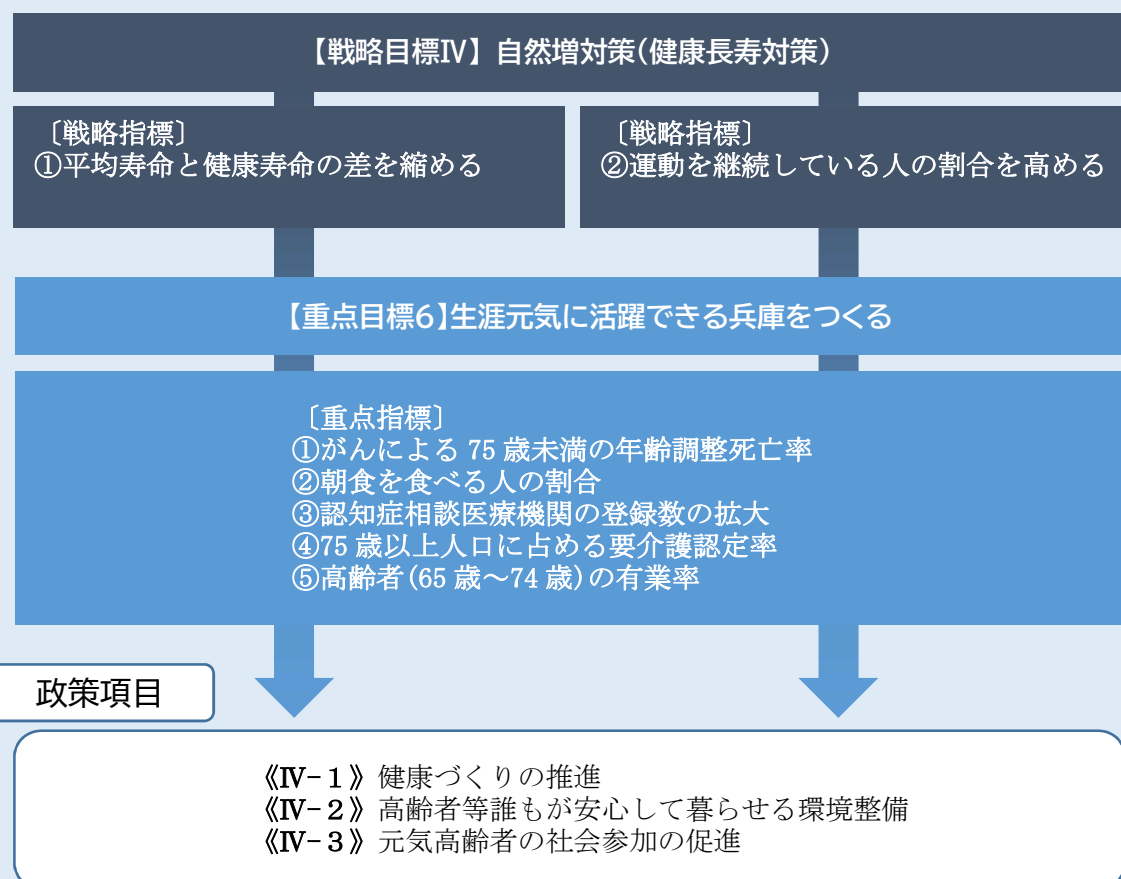 【戦略目標Ⅳ】自然増対策(健康長寿対策)
〔戦略指標〕
①平均寿命と健康寿命の差を縮める
〔戦略指標〕
②運動を継続している人の割合を高める
【重点目標6】生涯元気に活躍できる兵庫をつくる
〔重点指標〕
①がんによる 75 歳未満の年齢調整死亡率
②朝食を食べる人の割合
③認知症相談医療機関の登録数の拡大
④75 歳以上人口に占める要介護認定率
⑤高齢者(65 歳～74 歳)の有業率
政策項目
《Ⅳ-１》健康づくりの推進
《Ⅳ-２》高齢者等誰もが安心して暮らせる環境整備
《Ⅳ-３》元気高齢者の社会参加の促進